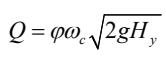 Q = φω_c√(2gH_y)